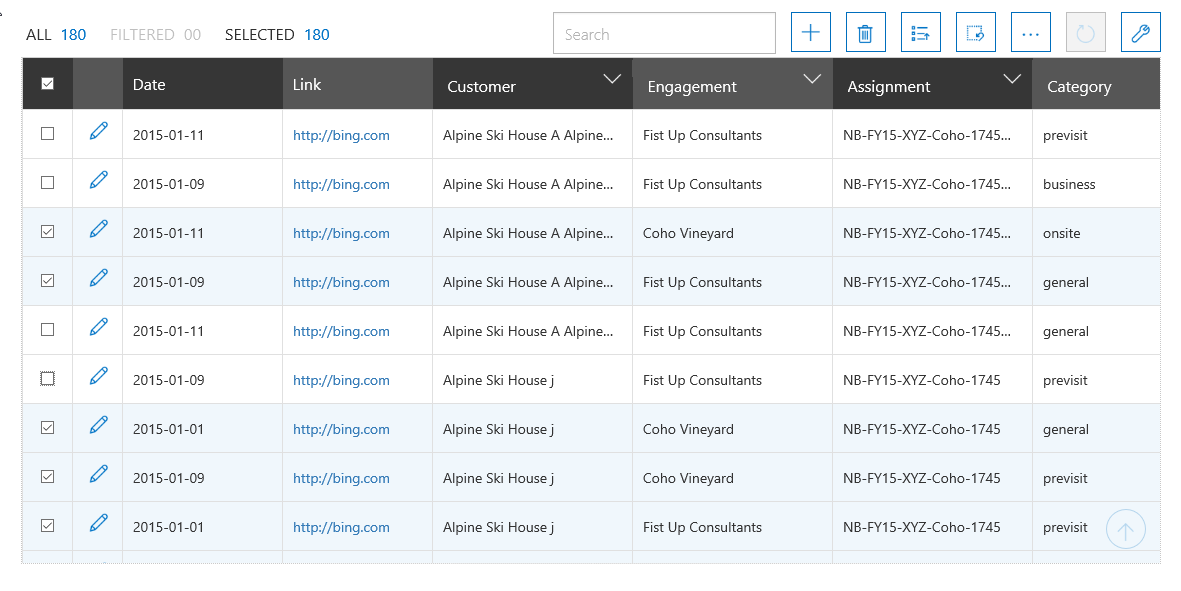 ALL 180 FILTERED 00 SELECTED 180 Search
Date Link Customer Engagement Assignment Category
2015-01-11 http://bing.com Alpine Ski House A Alpine... Fist Up Consultants NB-FY15-XYZ-Coho-1745... previsit
2015-01-09 http://bing.com Alpine Ski House A Alpine... Fist Up Consultants NB-FY15-XYZ-Coho-1745... business
2015-01-11 http://bing.com Alpine Ski House A Alpine... Coho Vineyard NB-FY15-XYZ-Coho-1745... onsite
2015-01-09 http://bing.com Alpine Ski House A Alpine... Fist Up Consultants NB-FY15-XYZ-Coho-1745... general
2015-01-11 http://bing.com Alpine Ski House A Alpine... Fist Up Consultants NB-FY15-XYZ-Coho-1745... general
2015-01-09 http://bing.com Alpine Ski House j Fist Up Consultants NB-FY15-XYZ-Coho-1745 previsit
2015-01-01 http://bing.com Alpine Ski House j Coho Vineyard NB-FY15-XYZ-Coho-1745 general
2015-01-09 http://bing.com Alpine Ski House j Coho Vineyard NB-FY15-XYZ-Coho-1745 previsit
2015-01-01 http://bing.com Alpine Ski House j Fist Up Consultants NB-FY15-XYZ-Coho-1745 previsit